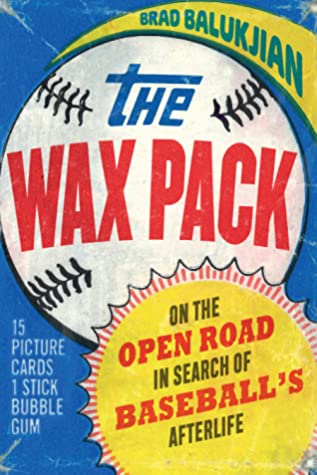 BRAD BALUKJIAN
THE
WAX PACK
15
PICTURE
CARDS
1 STICK
BUBBLE
GUM
ON THE
OPEN ROAD
IN SEARCH OF
BASEBALL'S
AFTERLIFE